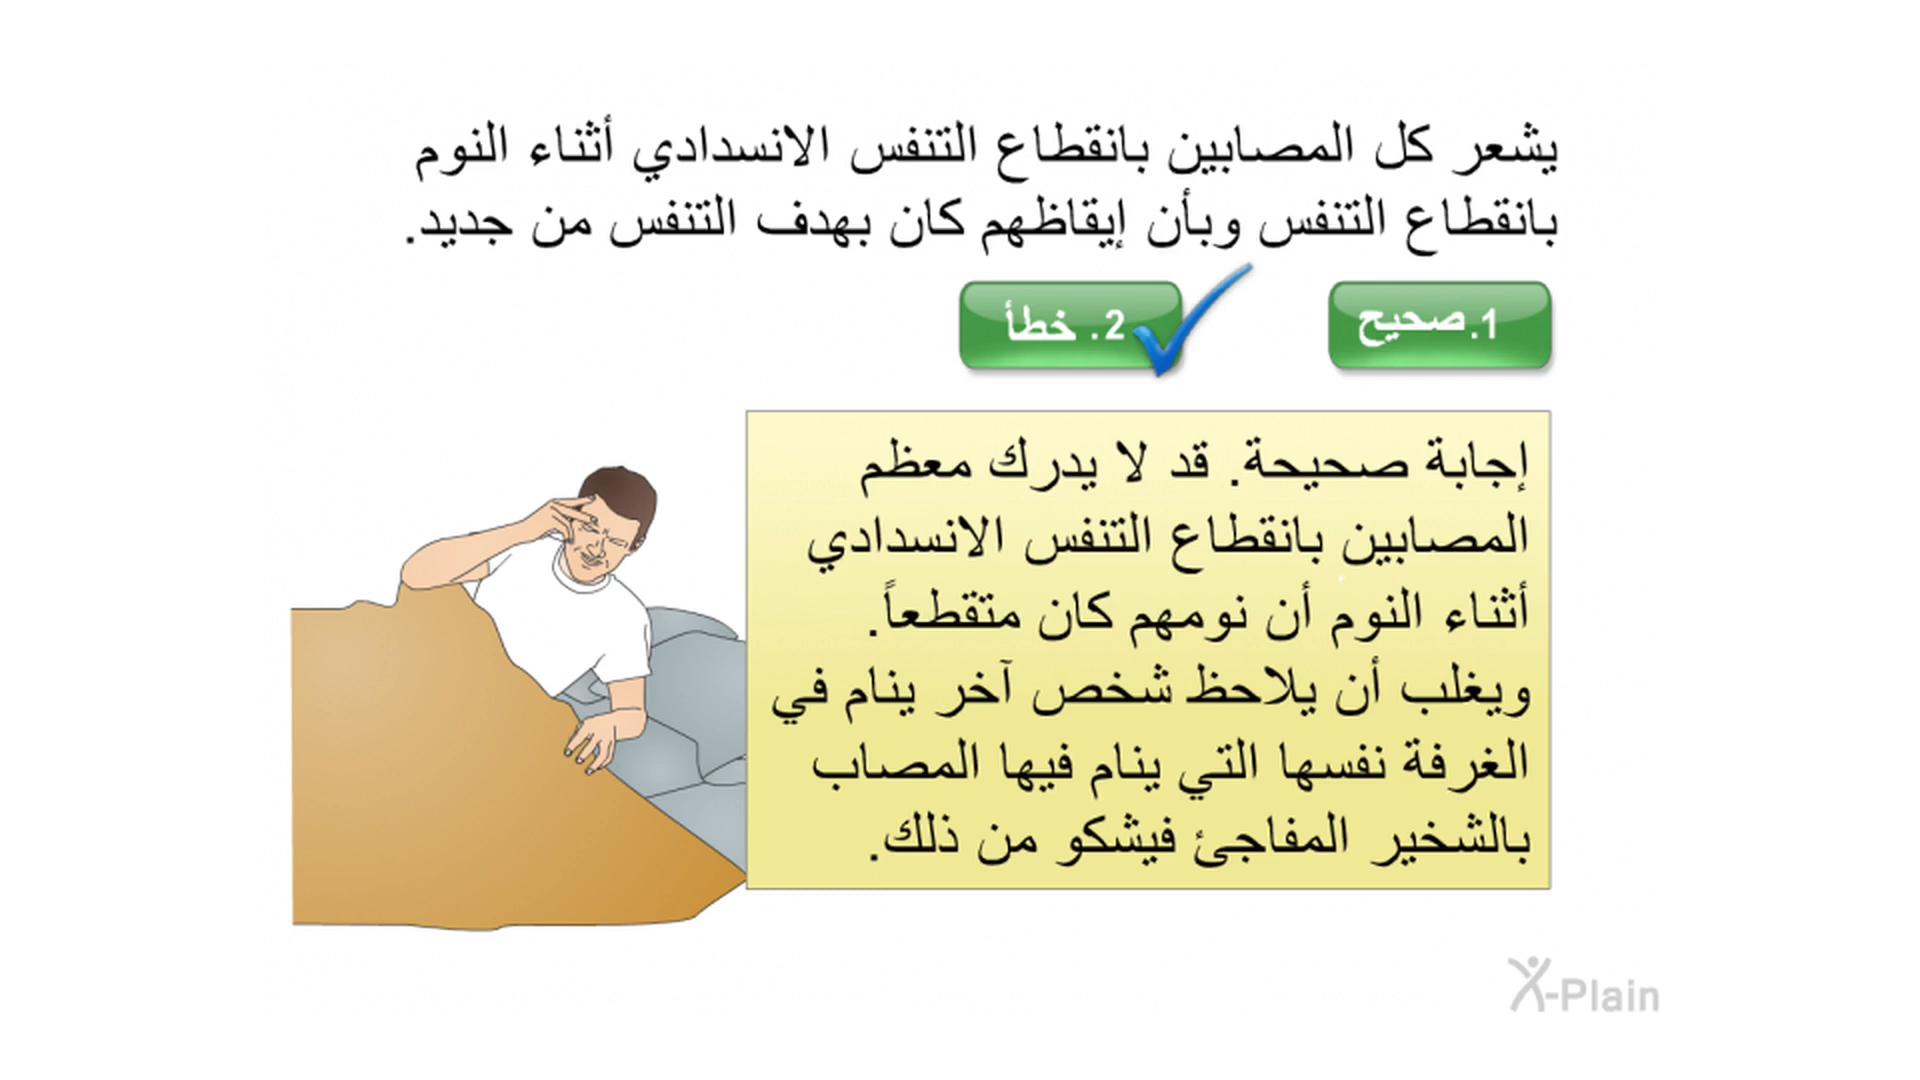 يشعر كل المصابين بانقطاع التنفس الانسدادي أثناء النوم
بانقطاع التنفس وبأن إيقاظهم كان بهدف التنفس من جديد.
1. صحيح
2. خطأ
إجابة صحيحة. قد لا يدرك معظم
المصابين بانقطاع التنفس الانسدادي
أثناء النوم أن نومهم كان متقطعاً.
ويغلب أن يلاحظ شخص آخر ينام في
الغرفة نفسها التي ينام فيها المصاب
بالشخير المفاجئ فيشكو من ذلك.
X-Plain